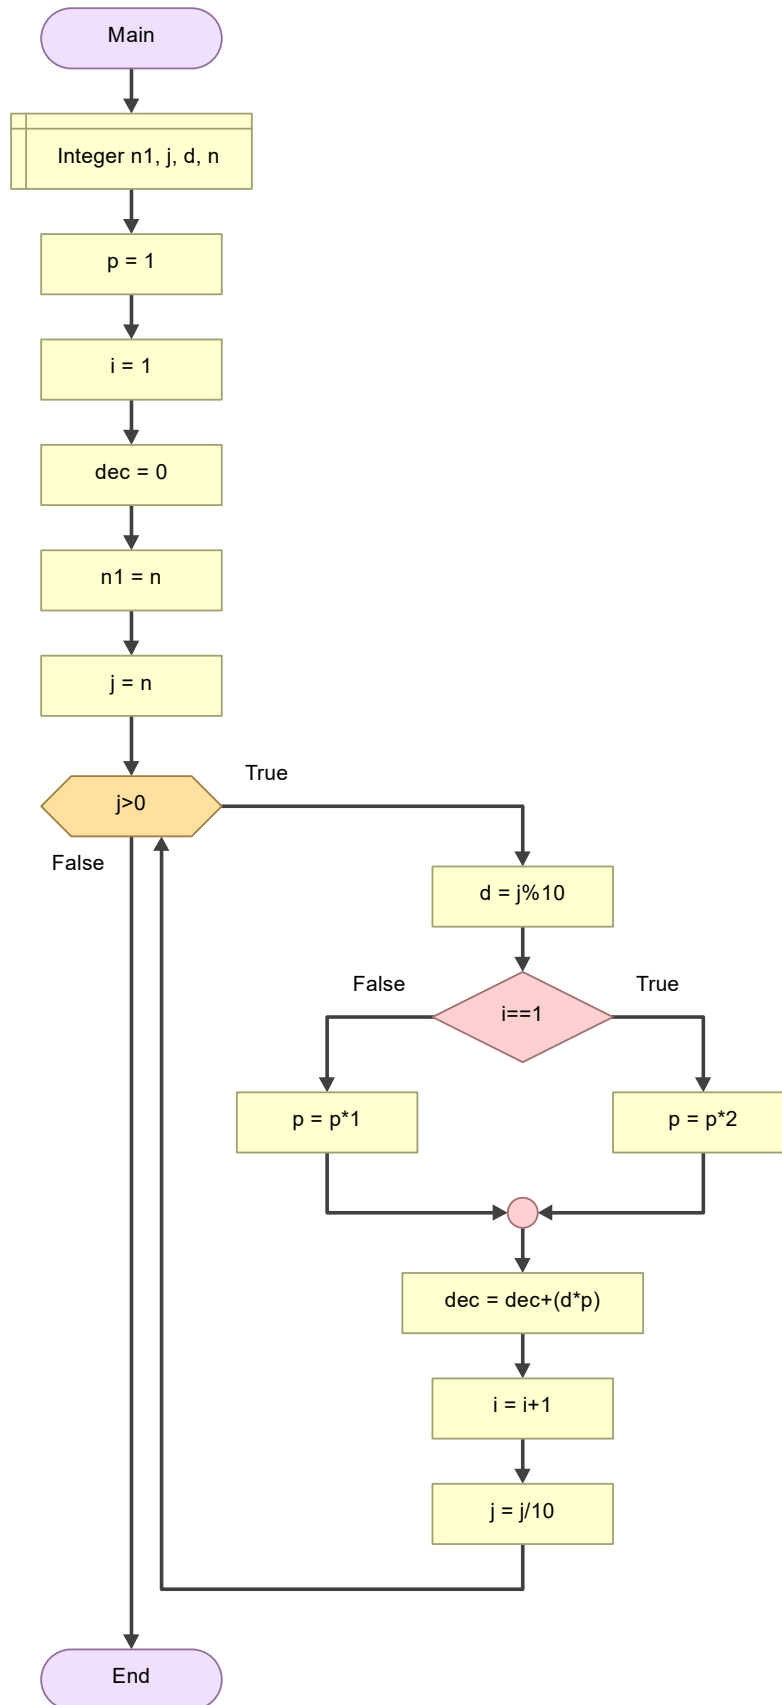 Main
Integer n1, j, d, n
p = 1
i = 1
dec = 0
n1 = n
j = n
True
j>0
False
d = j%10
False
True
i==1
p = p*1
p = p*2
dec = dec+(d*p)
i = i+1
j = j/10
End